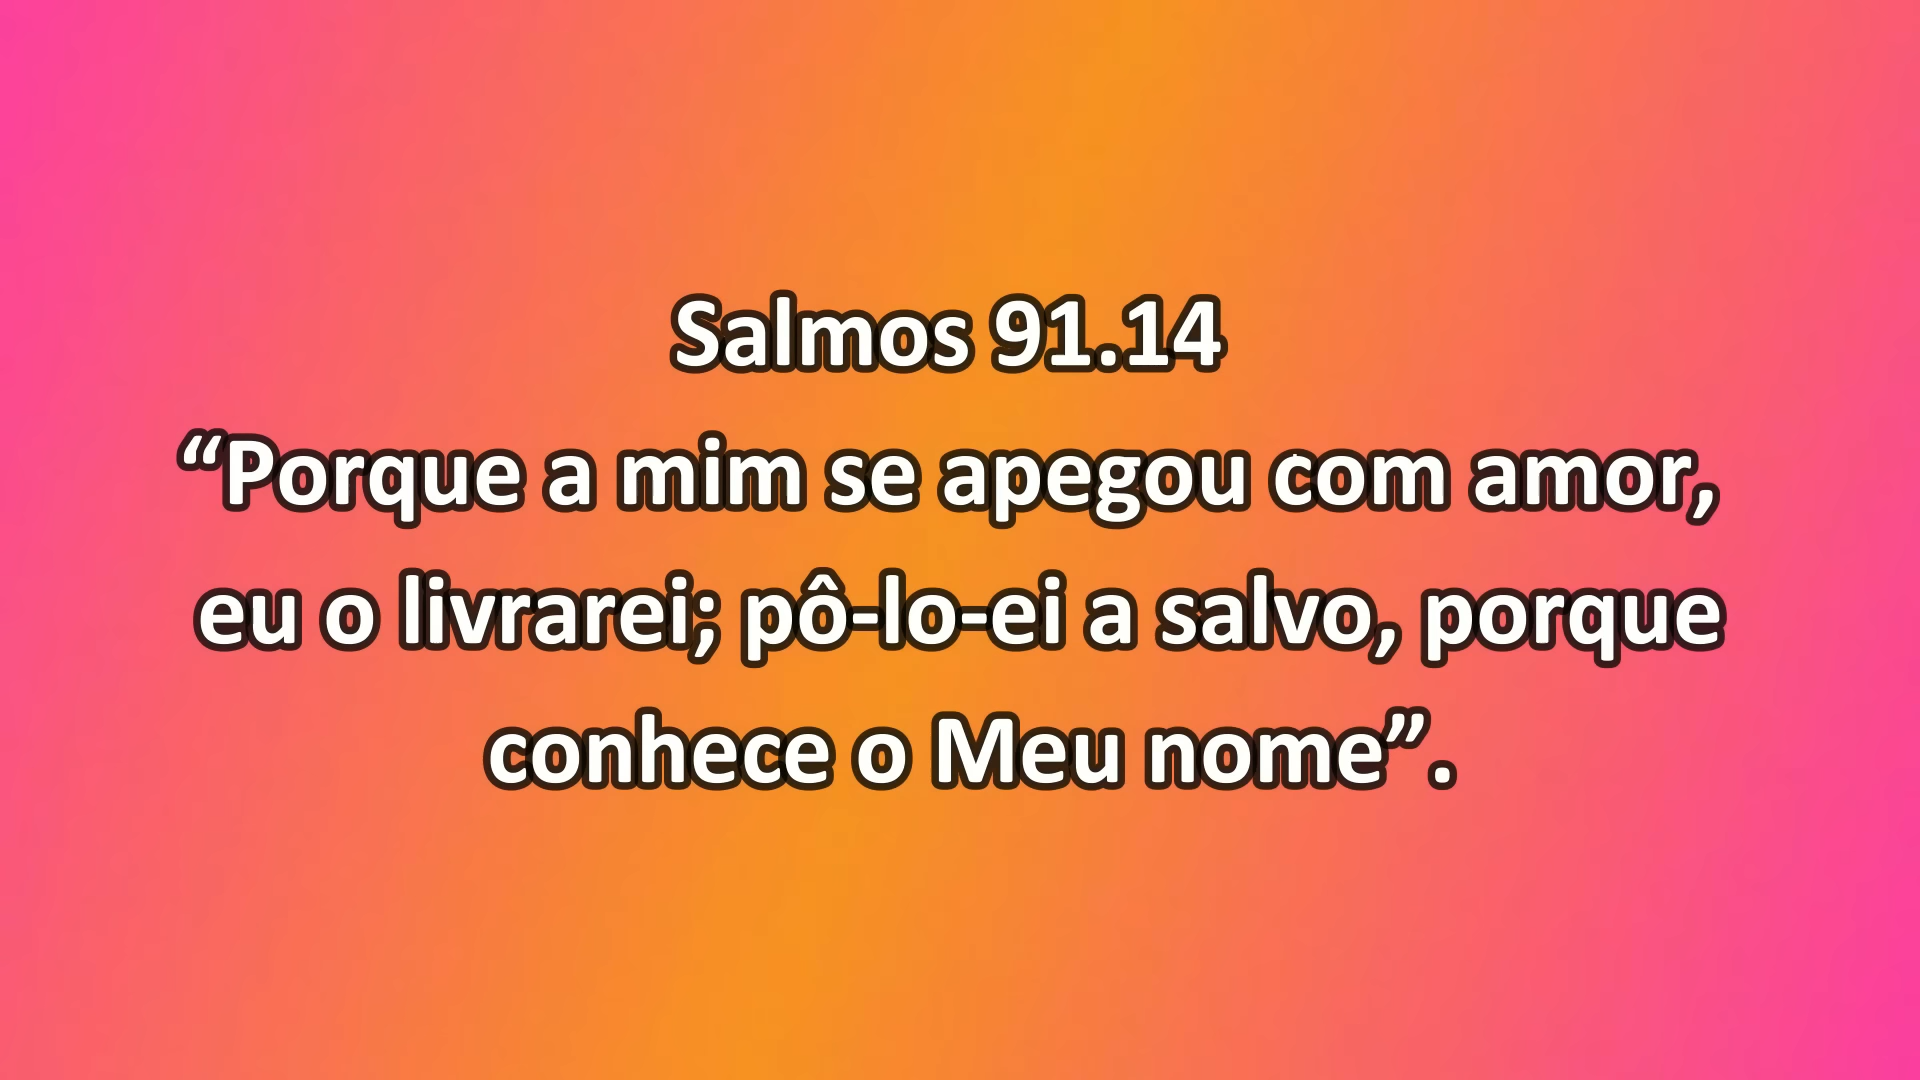 Salmos 91.14
“Porque a mim se apegou com amor,
eu o livrarei; pô-lo-ei a salvo, porque
conhece o Meu nome”.